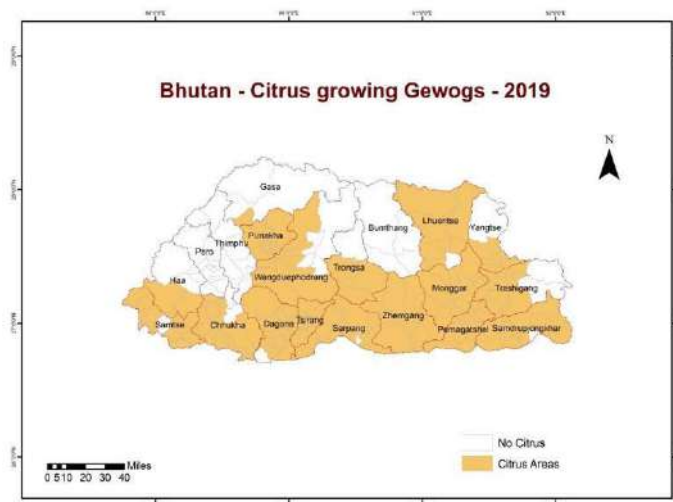 Bhutan - Citrus growing Gewogs - 2019
N
Gasa
Lhuentse
Punakha
Bumthang
Yangtse
Thimphu
Paro
Wangduephodrang
Trongsa
Haa
Monggar
Trashigang
Zhemgang
Samtse
Chhukha
Dagana
Tsirang
Sarpang
Pemagatshel
Samdrupjongkhar
No Citrus
Citrus Areas
Miles
0 5 10 20 30 40